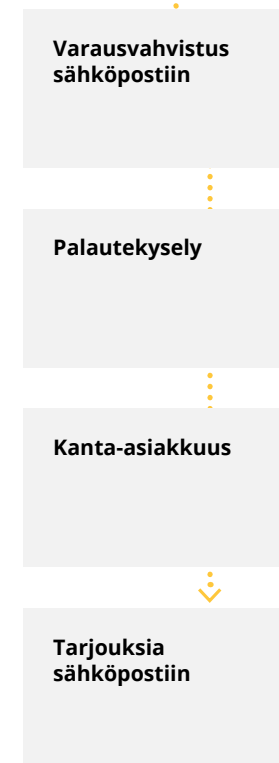 Varausvahvistus
sähköpostiin
Palautekysely
Kanta-asiakkuus
Tarjouksia
sähköpostiin